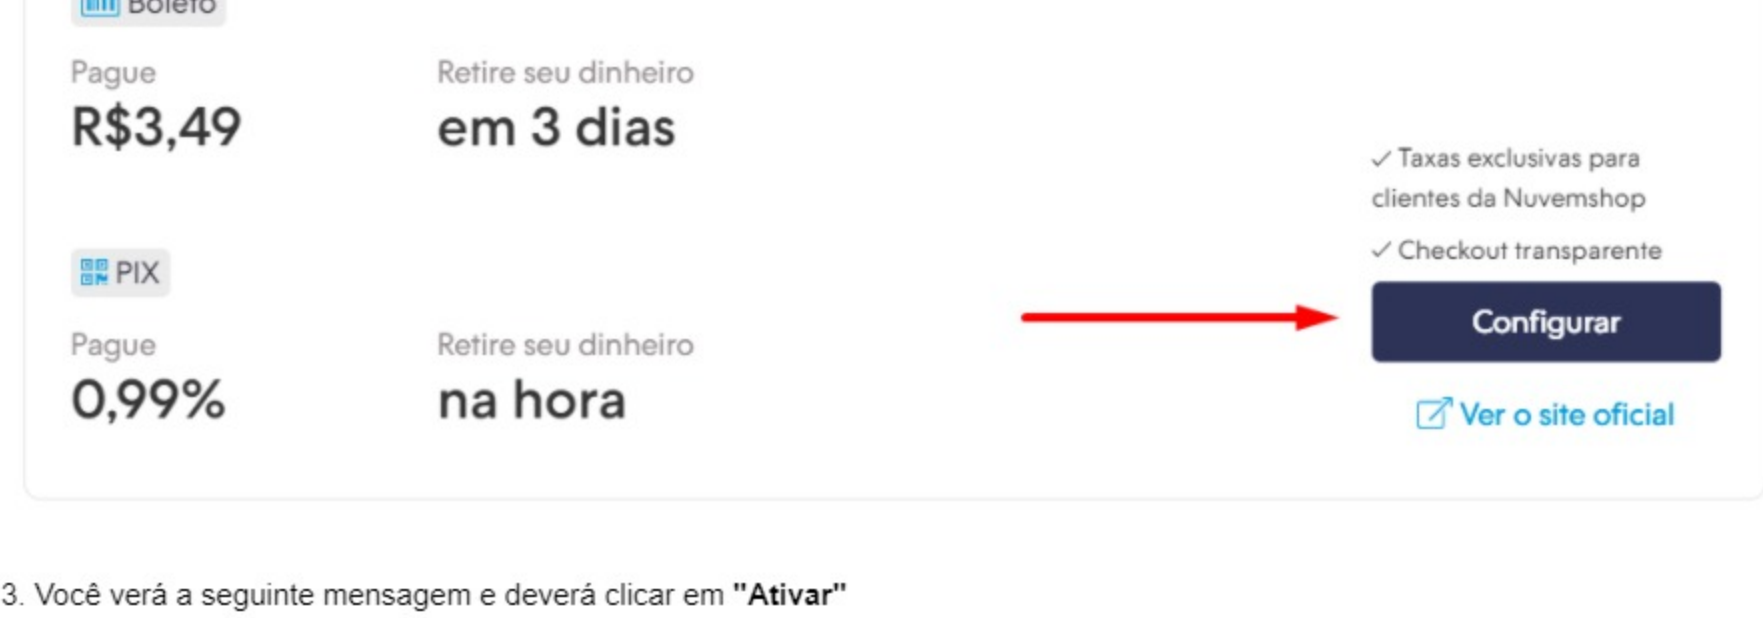 Boleto
Pague
Retire seu dinheiro
R$3,49
em 3 dias
✓ Taxas exclusivas para
clientes da Nuvemshop
✓ Checkout transparente
PIX
Configurar
Pague
Retire seu dinheiro
0,99%
na hora
Ver o site oficial
3. Você verá a seguinte mensagem e deverá clicar em "Ativar"